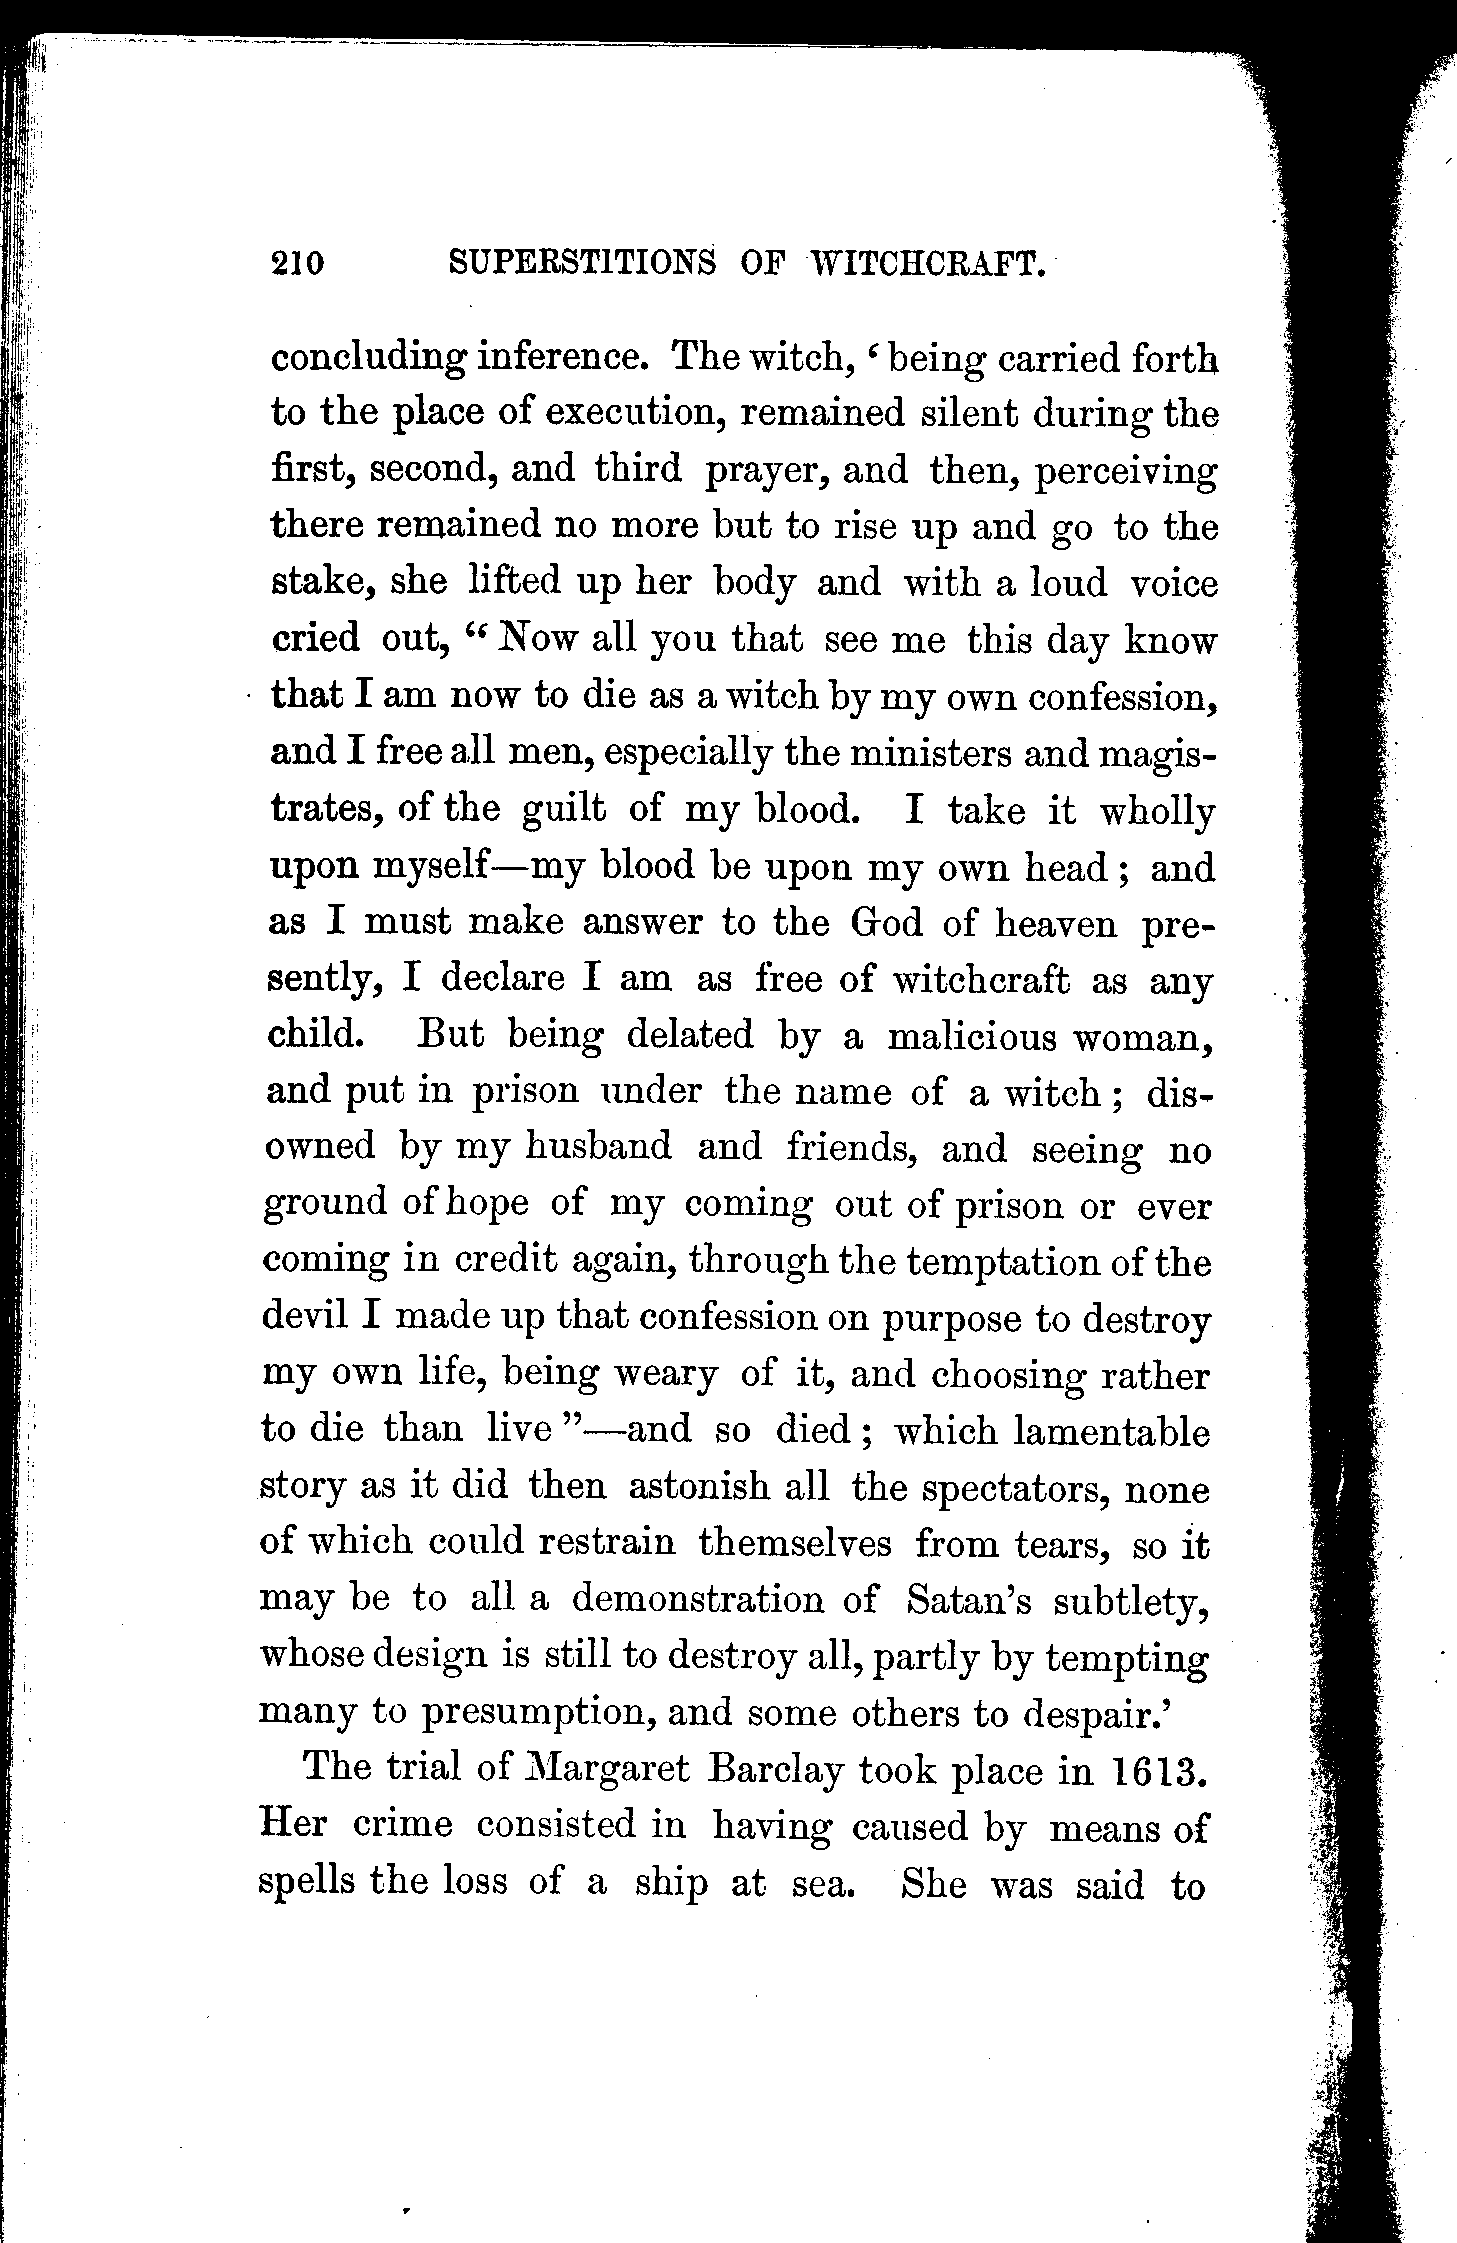 210 SUPERSTITIONS OF WITCHCRAFT.
concluding inference. The witch, ‘being carried forth
to the place of execution, remained silent during the
first, second, and third prayer, and then, perceiving
there remained no more but to rise up and go to the
stake, she lifted up her body and with a loud voice
cried out, “Now all you that see me this day know
that I am now to die as a witch by my own confession,
and I free all men, especially the ministers and magis-
trates, of the guilt of my blood. I take it wholly
upon myself—my blood be upon my own head; and
as I must make answer to the God of heaven pre-
sently, I declare I am as free of witchcraft as any
child. But being delated by a malicious woman,
and put in prison under the name of a witch; dis-
owned by my husband and friends, and seeing no
ground of hope of my coming out of prison or ever
coming in credit again, through the temptation of the
devil I made up that confession on purpose to destroy
my own life, being weary of it, and choosing rather
to die than live”—and so died; which lamentable
story as it did then astonish all the spectators, none
of which could restrain themselves from tears, so it
may be to all a demonstration of Satan’s subtlety,
whose design is still to destroy all, partly by tempting
many to presumption, and some others to despair.’
The trial of Margaret Barclay took place in 1613.
Her crime consisted in having caused by means of
spells the loss of a ship at sea. She was said to